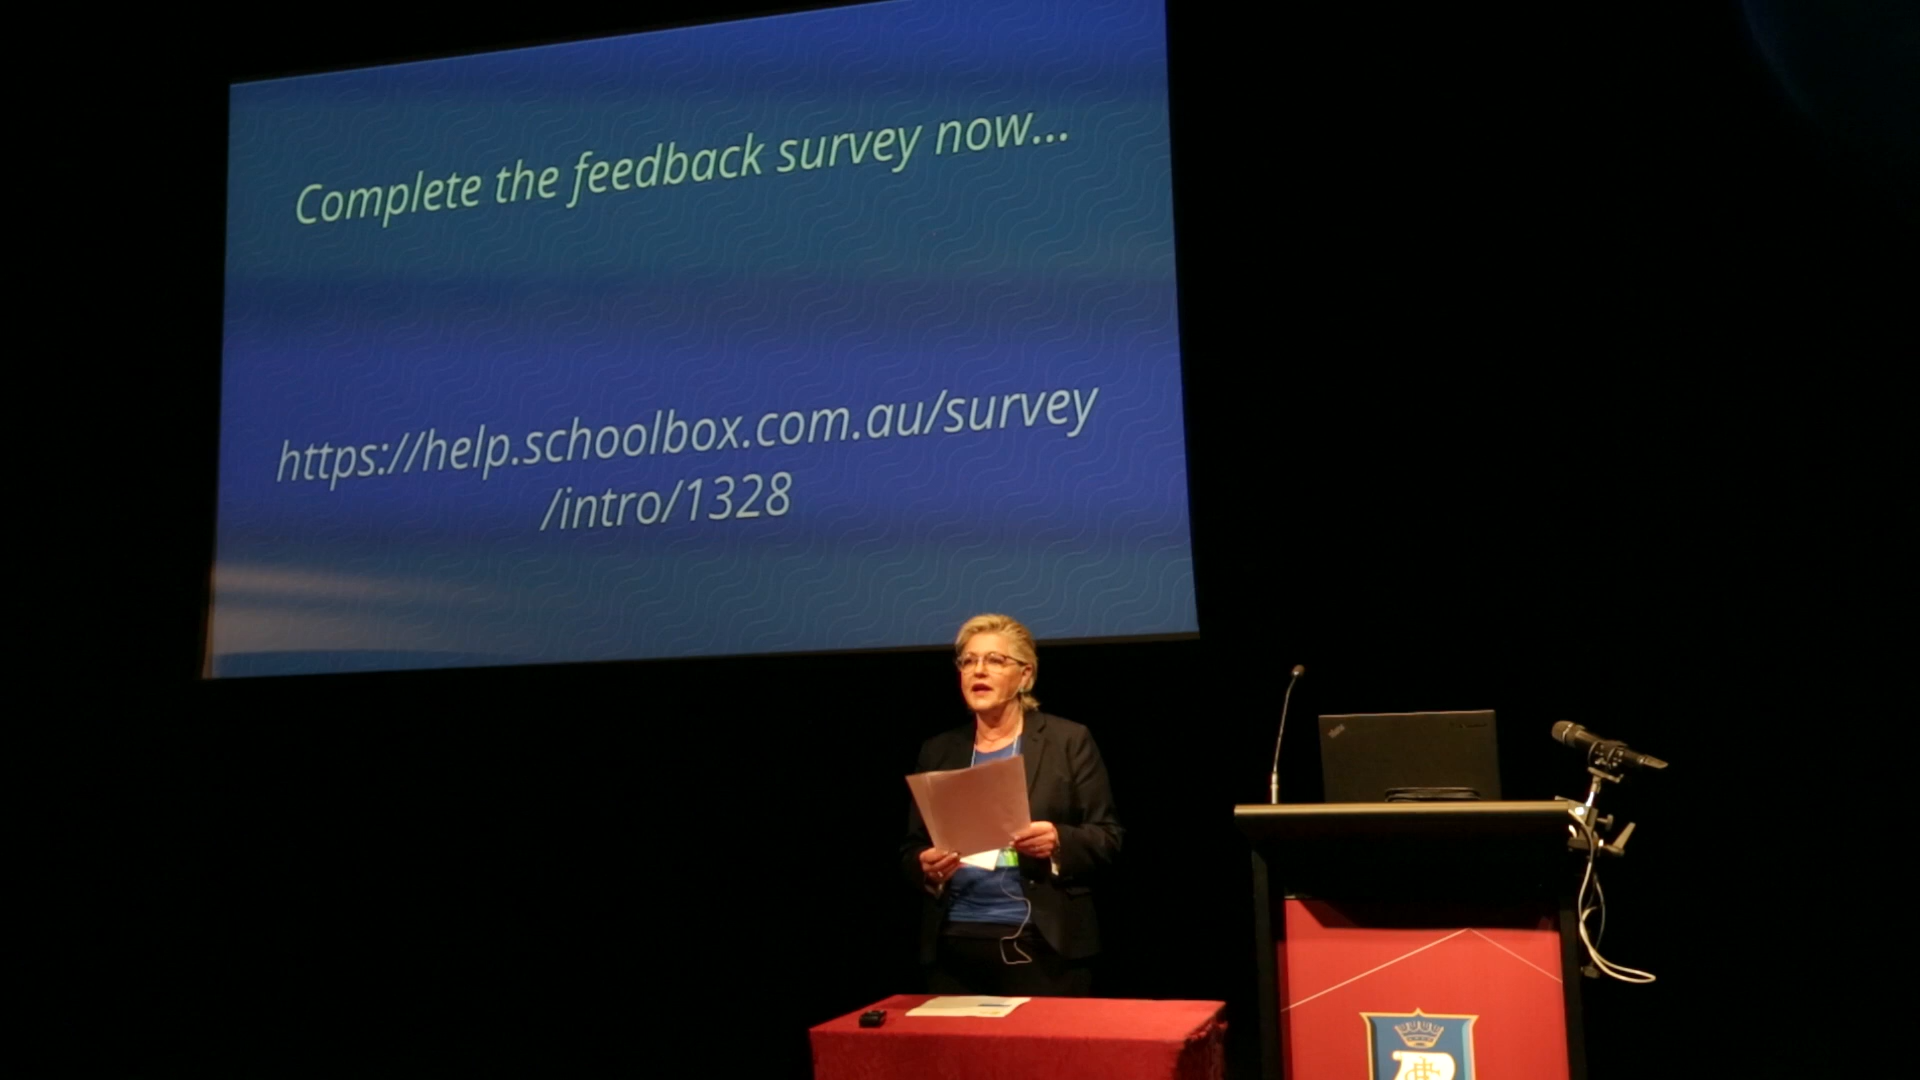 Complete the feedback survey now...
https://help.schoolbox.com.au/survey
/intro/1328